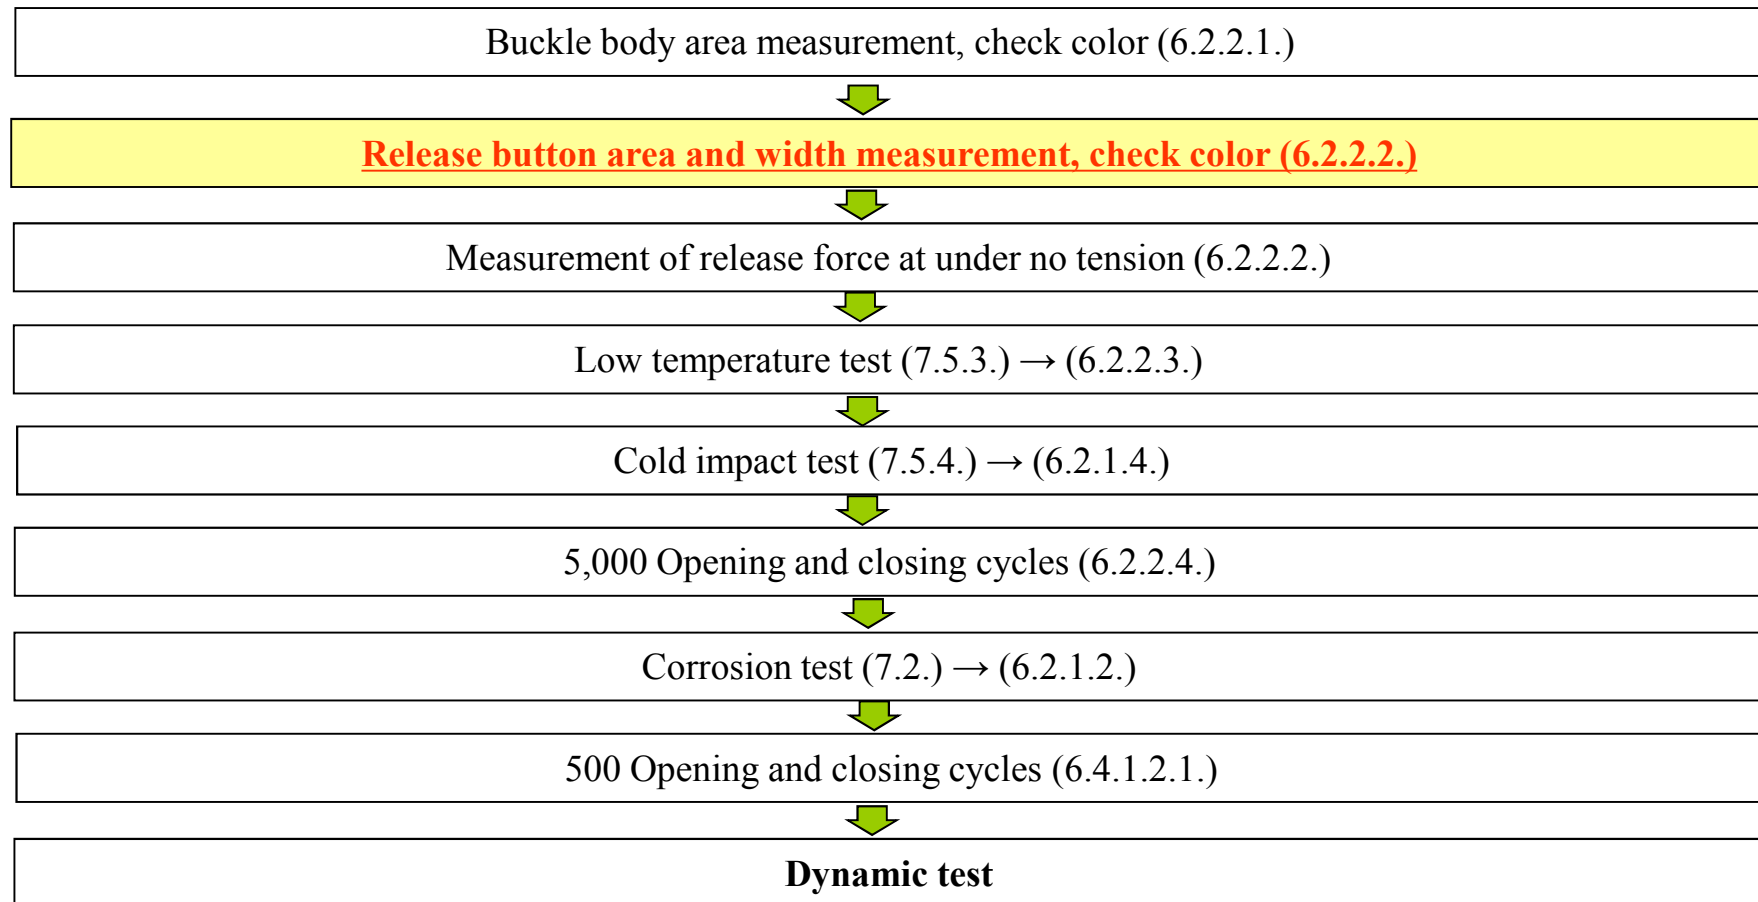 Buckle body area measurement, check color (6.2.2.1.)
Release button area and width measurement, check color (6.2.2.2.)
Measurement of release force at under no tension (6.2.2.2.)
Low temperature test (7.5.3.) → (6.2.2.3.)
Cold impact test (7.5.4.) → (6.2.1.4.)
5,000 Opening and closing cycles (6.2.2.4.)
Corrosion test (7.2.) → (6.2.1.2.)
500 Opening and closing cycles (6.4.1.2.1.)
Dynamic test